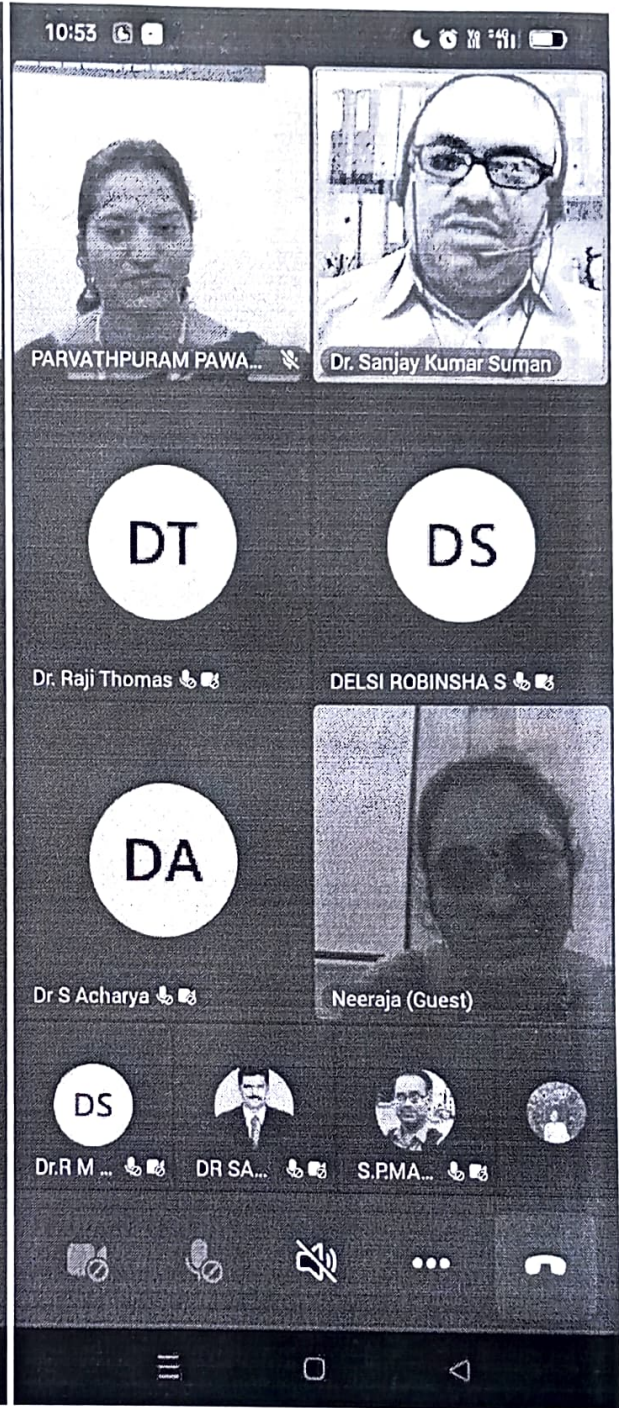 10:53
PARVATHPURAM PAWA...
Dr. Sanjay Kumar Suman
DT
DS
Dr. Raji Thomas
DELSI ROBINSHA S
DA
Dr S Acharya
Neeraja (Guest)
DS
Dr.R M ...
DR SA...
S.P.MA...